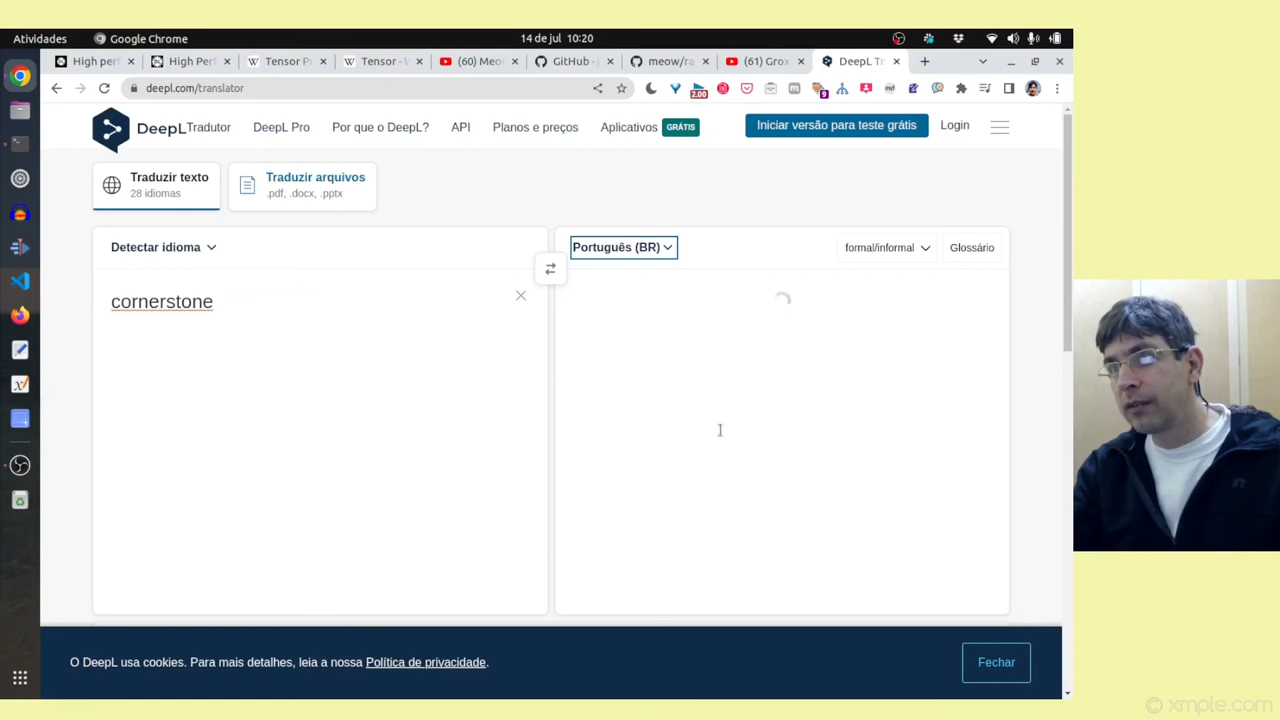 Atividades
Google Chrome
14 de jul 10:20
High perf
High Perf
Tensor Pr
Tensor - W
(60) Meo
GitHub - j
meow/ra
(61) Grox
DeepL Tr
deepl.com/translator
2.00
9
DeepL
Tradutor
DeepL Pro
Por que o DeepL?
API
Planos e preços
Aplicativos
GRÁTIS
Iniciar versão para teste grátis
Login
Traduzir texto
28 idiomas
Traduzir arquivos
.pdf, .docx, .pptx
Detectar idioma
Português (BR)
formal/informal
Glossário
cornerstone
O DeepL usa cookies. Para mais detalhes, leia a nossa Política de privacidade.
Fechar
© xmple.com